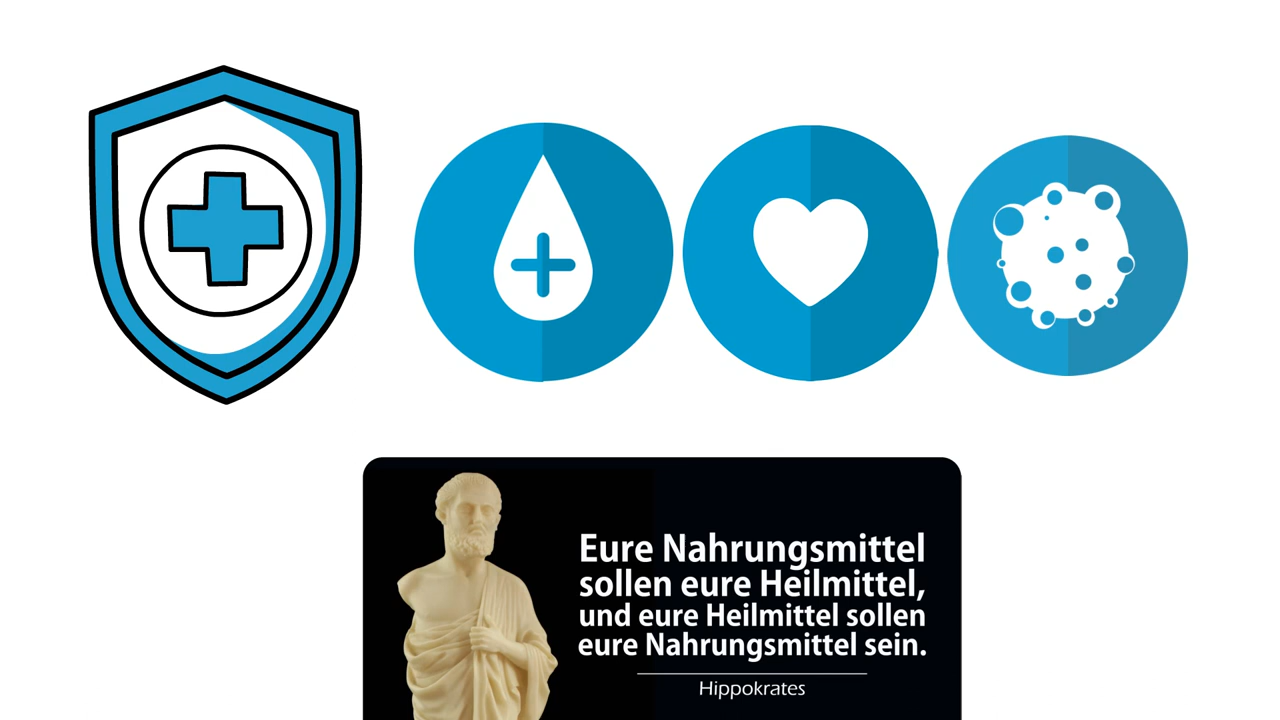 Eure Nahrungsmittel
sollen eure Heilmittel,
und eure Heilmittel sollen
eure Nahrungsmittel sein.
Hippokrates